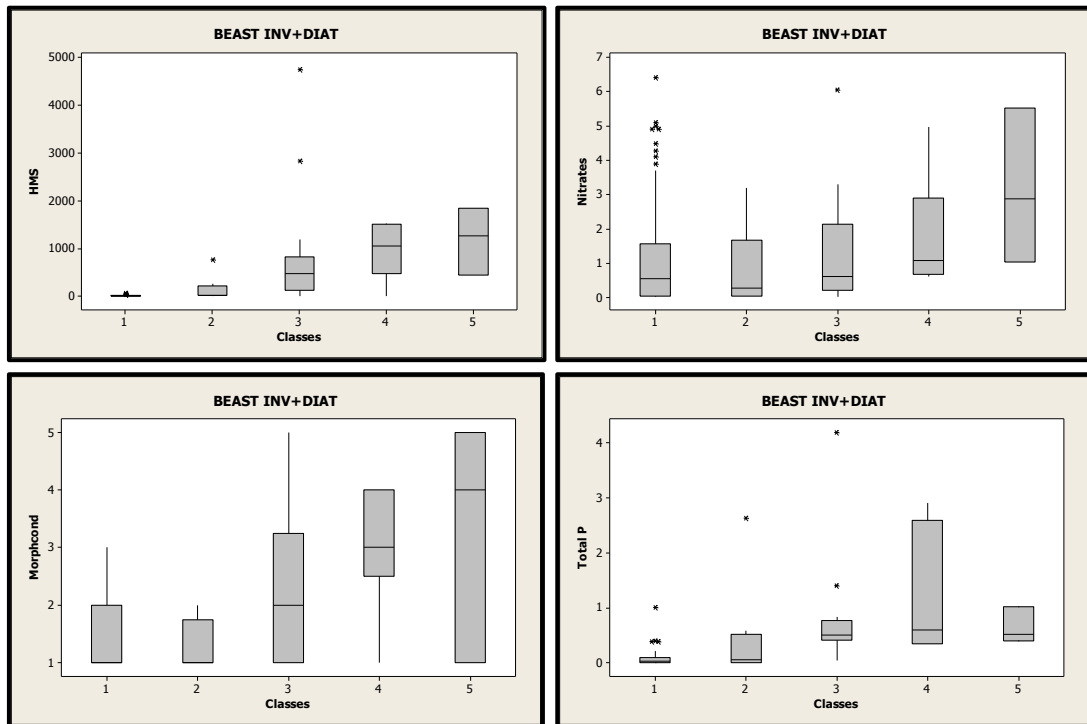 BEAST INV+DIAT
5000
4000
3000
2000
1000
0
HMS
1 2 3 4 5
Classes
BEAST INV+DIAT
7
6
5
4
3
2
1
0
Nitrates
1 2 3 4 5
Classes
BEAST INV+DIAT
5
4
3
2
1
Morphcond
1 2 3 4 5
Classes
BEAST INV+DIAT
4
3
2
1
0
Total P
1 2 3 4 5
Classes